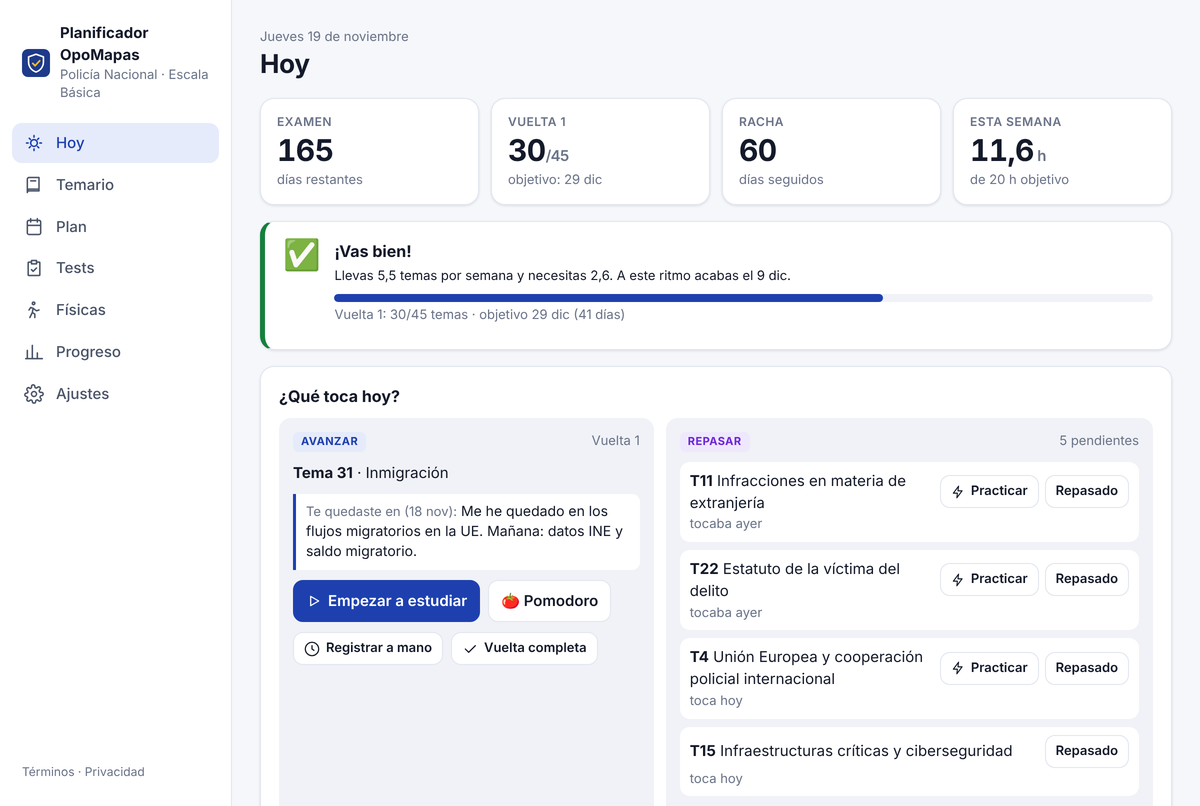 Planificador
OpoMapas
Policía Nacional · Escala
Básica
Hoy
Temario
Plan
Tests
Físicas
Progreso
Ajustes
Términos · Privacidad
Jueves 19 de noviembre
Hoy
EXAMEN
165
días restantes
VUELTA 1
30/45
objetivo: 29 dic
RACHA
60
días seguidos
ESTA SEMANA
11,6 h
de 20 h objetivo
¡Vas bien!
Llevas 5,5 temas por semana y necesitas 2,6. A este ritmo acabas el 9 dic.
Vuelta 1: 30/45 temas · objetivo 29 dic (41 días)
¿Qué toca hoy?
AVANZAR
Vuelta 1
Tema 31 · Inmigración
Te quedaste en (18 nov): Me he quedado en los
flujos migratorios en la UE. Mañana: datos INE y
saldo migratorio.
Empezar a estudiar
Pomodoro
Registrar a mano
Vuelta completa
REPASAR
5 pendientes
T11 Infracciones en materia de
extranjería
tocaba ayer
Practicar
Repasado
T22 Estatuto de la víctima del
delito
tocaba ayer
Practicar
Repasado
T4 Unión Europea y cooperación
policial internacional
toca hoy
Practicar
Repasado
T15 Infraestructuras críticas y ciberseguridad
toca hoy
Repasado